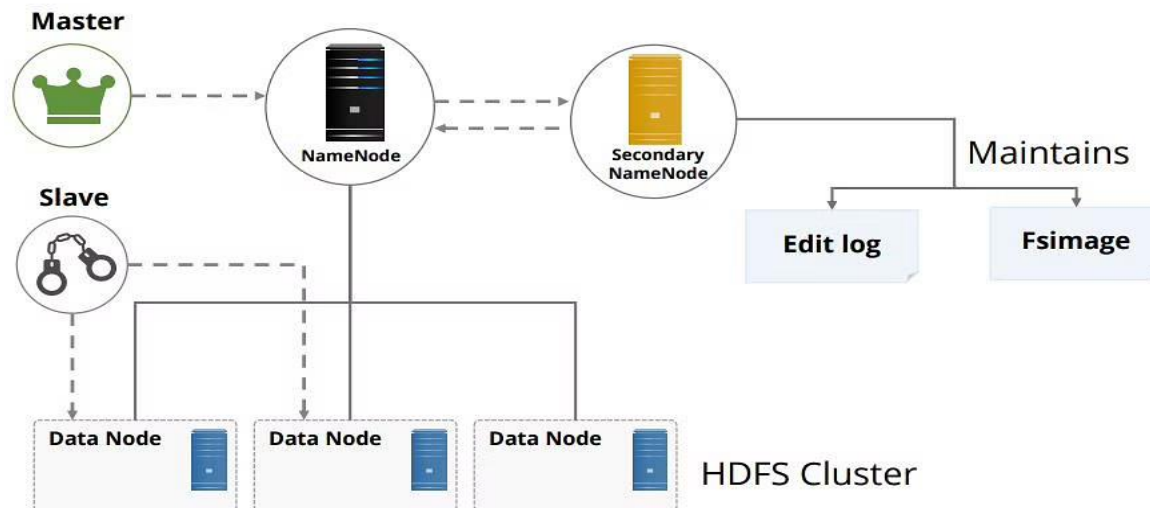 Master
NameNode
Secondary
NameNode
Maintains
Edit log
Fsimage
Slave
Data Node
Data Node
Data Node
HDFS Cluster